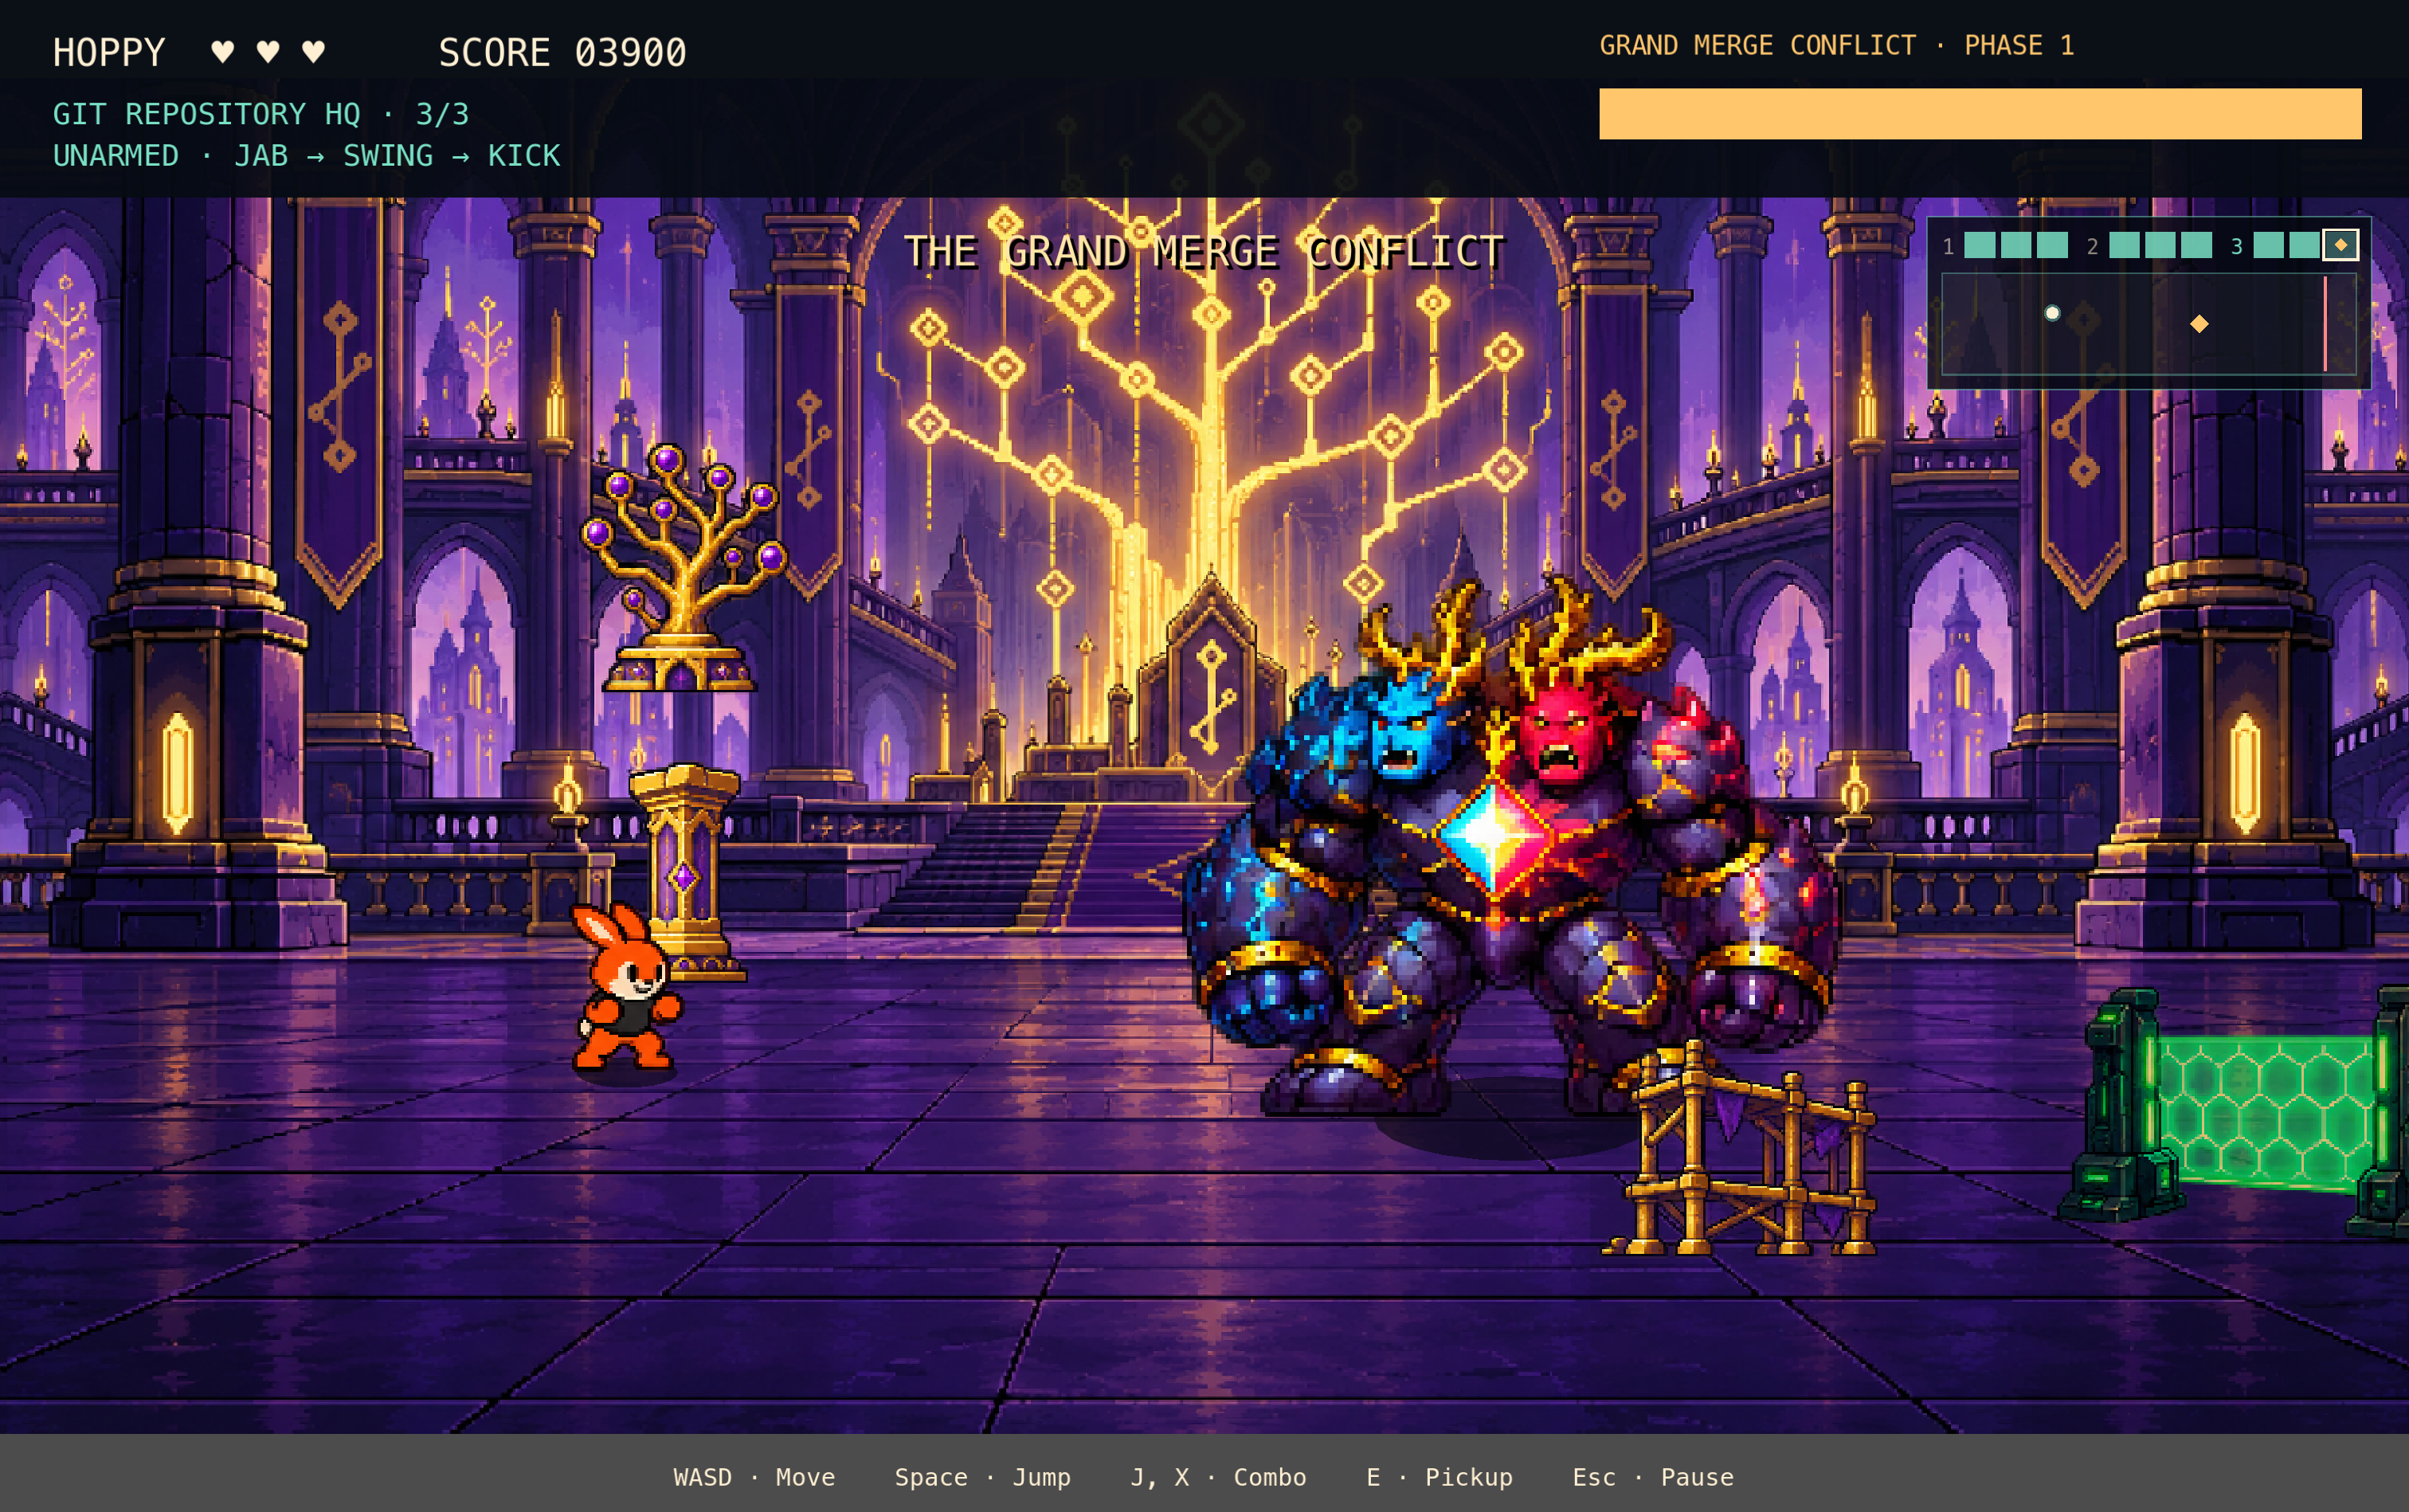 HOPPY ♥ ♥ ♥ SCORE 03900
GRAND MERGE CONFLICT · PHASE 1
GIT REPOSITORY HQ · 3/3
UNARMED · JAB → SWING → KICK
THE GRAND MERGE CONFLICT
1 2 3
WASD · Move Space · Jump J, X · Combo E · Pickup Esc · Pause